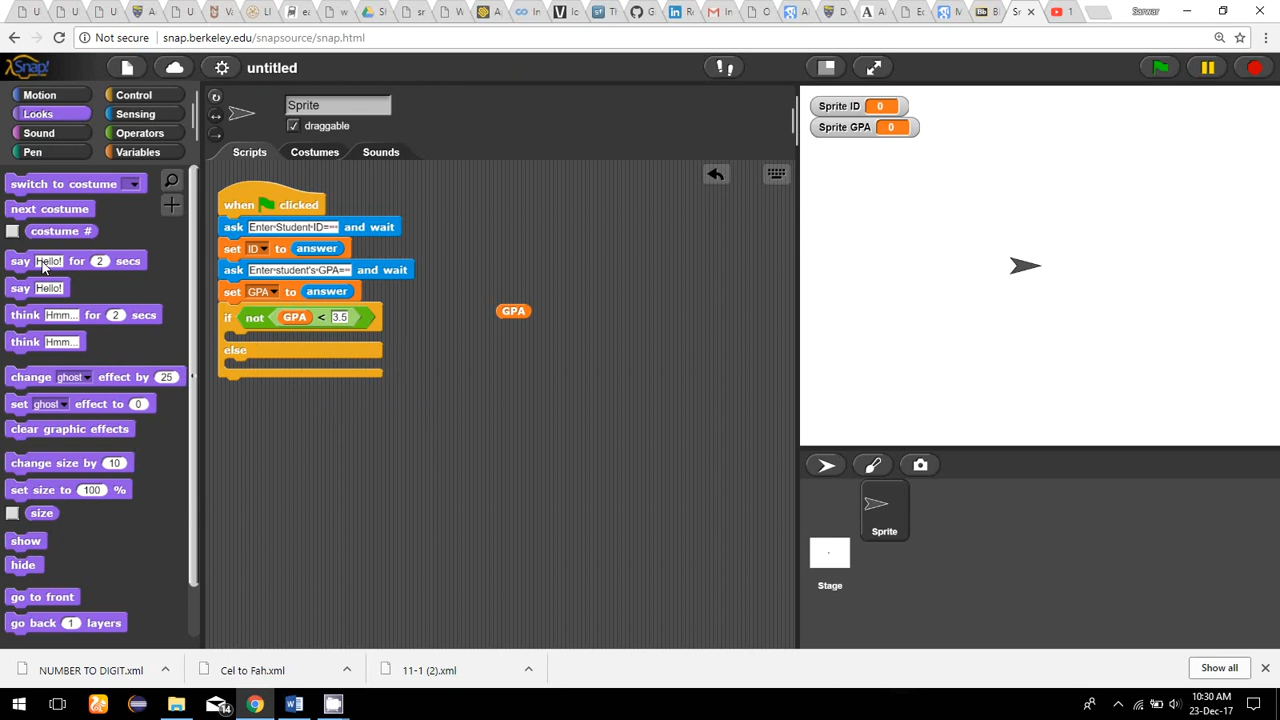 Sarwar
Not secure snap.berkeley.edu/snapsource/snap.html
Snap! untitled
Motion Control
Looks Sensing
Sound Operators
Pen Variables
switch to costume
next costume
costume #
say Hello! for 2 secs
say Hello!
think Hmm... for 2 secs
think Hmm...
change ghost effect by 25
set ghost effect to 0
clear graphic effects
change size by 10
set size to 100 %
size
show
hide
go to front
go back 1 layers
Sprite
draggable
Scripts Costumes Sounds
when clicked
ask Enter·Student·ID=== and wait
set ID to answer
ask Enter·student's·GPA== and wait
set GPA to answer
if not GPA < 3.5
else
GPA
Sprite ID 0
Sprite GPA 0
Sprite
Stage
NUMBER TO DIGIT.xml Cel to Fah.xml 11-1 (2).xml Show all
14
10:30 AM
23-Dec-17